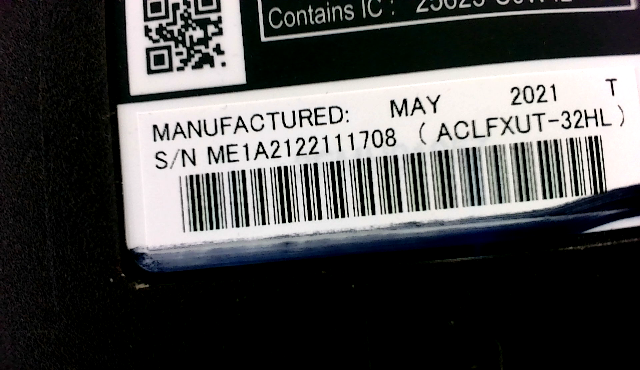 Contains IC :
MANUFACTURED: MAY 2021 T
S/N ME1A2122111708 ( ACLFXUT-32HL )